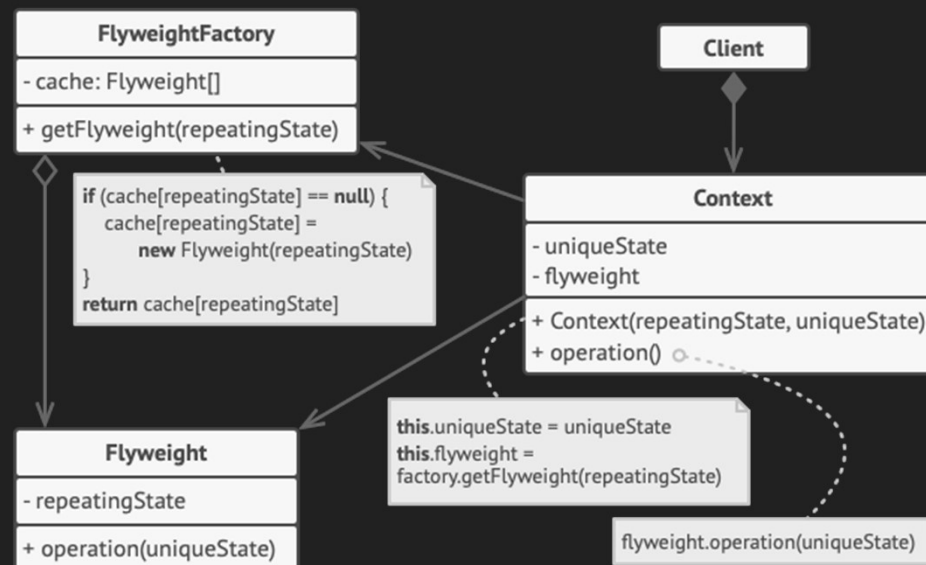 FlyweightFactory
- cache: Flyweight[]
+ getFlyweight(repeatingState)
if (cache[repeatingState] == null) {
cache[repeatingState] =
new Flyweight(repeatingState)
}
return cache[repeatingState]
Client
Context
- uniqueState
- flyweight
+ Context(repeatingState, uniqueState)
+ operation()
this.uniqueState = uniqueState
this.flyweight =
factory.getFlyweight(repeatingState)
flyweight.operation(uniqueState)
Flyweight
- repeatingState
+ operation(uniqueState)